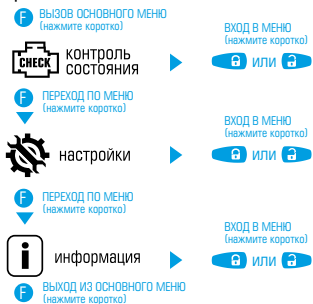 F ВЫЗОВ ОСНОВНОГО МЕНЮ
(нажмите коротко)
ВХОД В МЕНЮ
(нажмите коротко)
CHECK контроль
состояния
или
F ПЕРЕХОД ПО МЕНЮ
(нажмите коротко)
ВХОД В МЕНЮ
(нажмите коротко)
настройки
или
F ПЕРЕХОД ПО МЕНЮ
(нажмите коротко)
ВХОД В МЕНЮ
(нажмите коротко)
i информация
или
F ВЫХОД ИЗ ОСНОВНОГО МЕНЮ
(нажмите коротко)